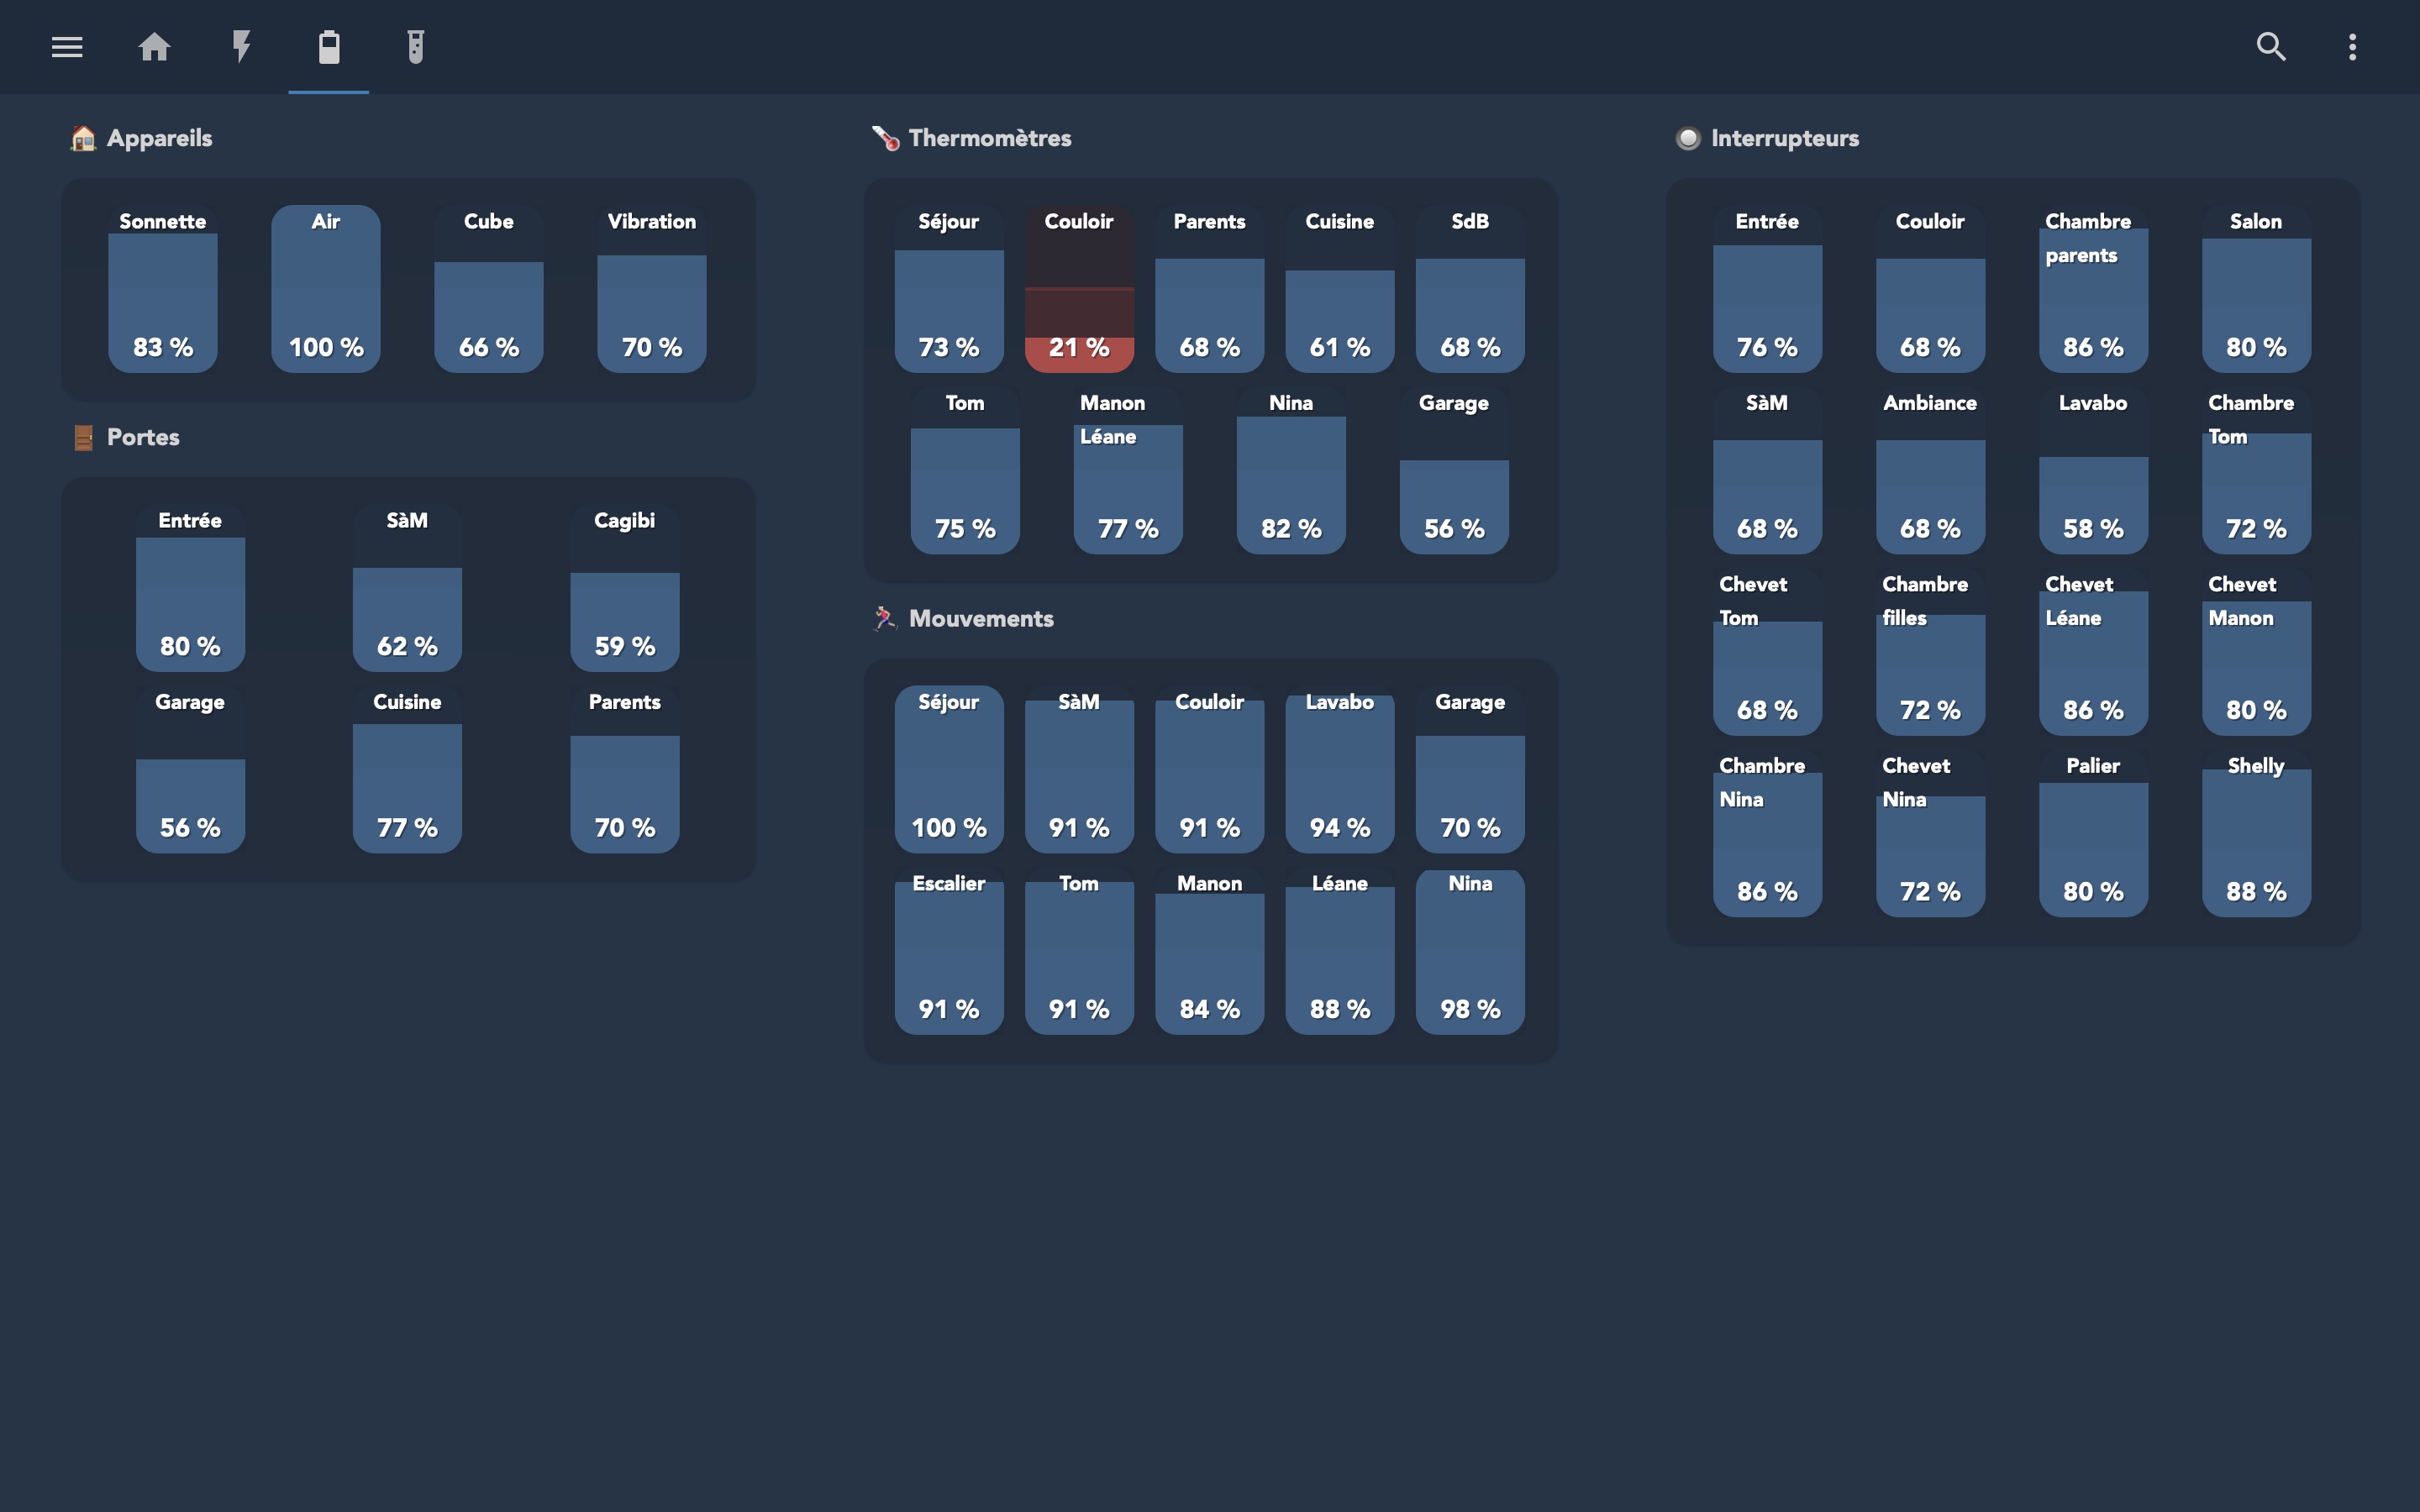 Appareils
Sonnette Air Cube Vibration
83 % 100 % 66 % 70 %
Portes
Entrée SàM Cagibi
80 % 62 % 59 %
Garage Cuisine Parents
56 % 77 % 70 %
Thermomètres
Séjour Couloir Parents Cuisine SdB
73 % 21 % 68 % 61 % 68 %
Tom Manon Nina Garage
Léane
75 % 77 % 82 % 56 %
Mouvements
Séjour SàM Couloir Lavabo Garage
100 % 91 % 91 % 94 % 70 %
Escalier Tom Manon Léane Nina
91 % 91 % 84 % 88 % 98 %
Interrupteurs
Entrée Couloir Chambre Salon
parents
76 % 68 % 86 % 80 %
SàM Ambiance Lavabo Chambre
Tom
68 % 68 % 58 % 72 %
Chevet Chambre Chevet Chevet
Tom filles Léane Manon
68 % 72 % 86 % 80 %
Chambre Chevet Palier Shelly
Nina Nina
86 % 72 % 80 % 88 %